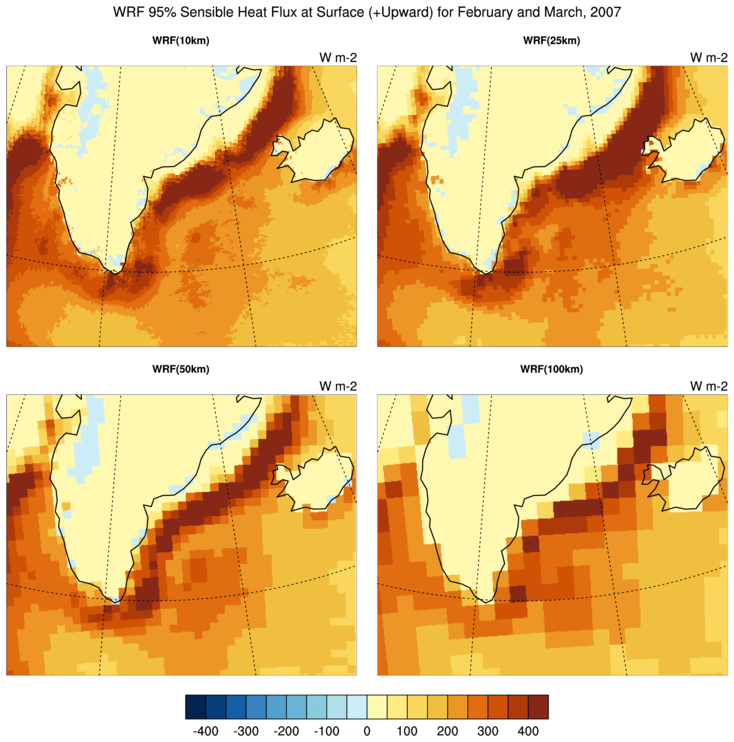 WRF 95% Sensible Heat Flux at Surface (+Upward) for February and March, 2007
WRF(10km)
W m-2
WRF(25km)
W m-2
WRF(50km)
W m-2
WRF(100km)
W m-2
-400 -300 -200 -100 0 100 200 300 400